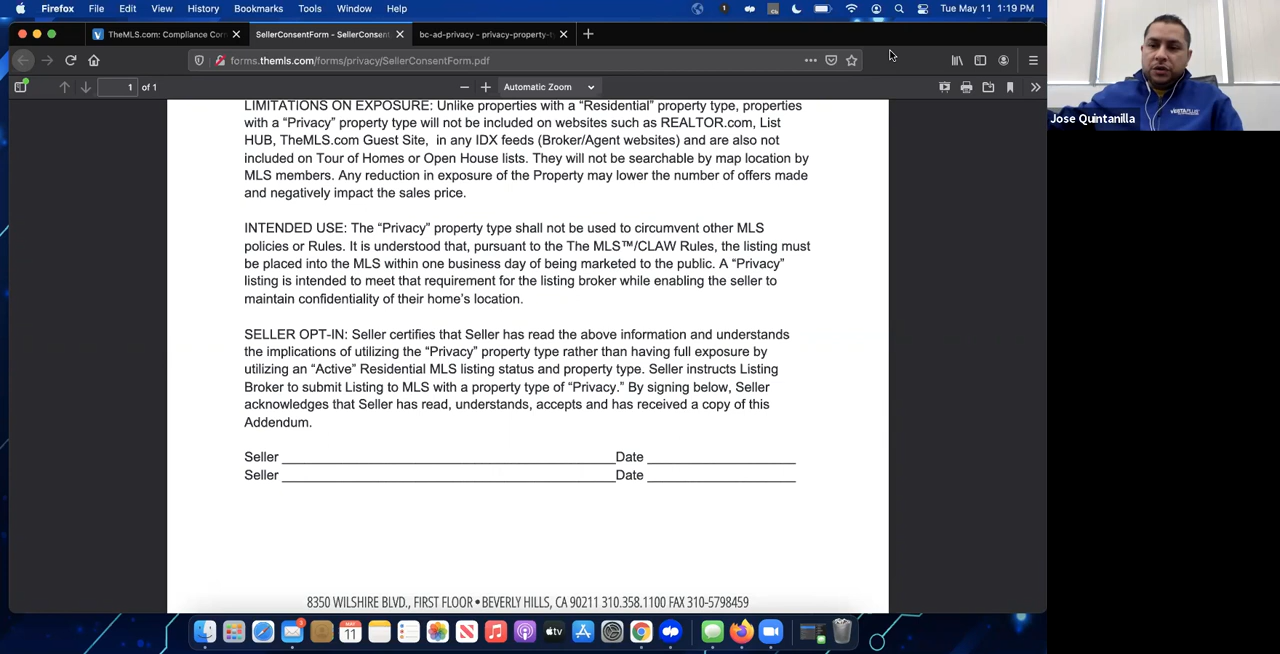 Firefox File Edit View History Bookmarks Tools Window Help 1 Tue May 11 1:19 PM
TheMLS.com: Compliance Cor SellerConsentForm - SellerConsent bc-ad-privacy - privacy-property-t
forms.themls.com/forms/privacy/SellerConsentForm.pdf
1 of 1 Automatic Zoom
LIMITATIONS ON EXPOSURE: Unlike properties with a “Residential” property type, properties
with a “Privacy” property type will not be included on websites such as REALTOR.com, List
HUB, TheMLS.com Guest Site, in any IDX feeds (Broker/Agent websites) and are also not
included on Tour of Homes or Open House lists. They will not be searchable by map location by
MLS members. Any reduction in exposure of the Property may lower the number of offers made
and negatively impact the sales price.
INTENDED USE: The “Privacy” property type shall not be used to circumvent other MLS
policies or Rules. It is understood that, pursuant to the The MLS™/CLAW Rules, the listing must
be placed into the MLS within one business day of being marketed to the public. A “Privacy”
listing is intended to meet that requirement for the listing broker while enabling the seller to
maintain confidentiality of their home’s location.
SELLER OPT-IN: Seller certifies that Seller has read the above information and understands
the implications of utilizing the “Privacy” property type rather than having full exposure by
utilizing an “Active” Residential MLS listing status and property type. Seller instructs Listing
Broker to submit Listing to MLS with a property type of “Privacy.” By signing below, Seller
acknowledges that Seller has read, understands, accepts and has received a copy of this
Addendum.
Seller Date
Seller Date
8350 WILSHIRE BLVD., FIRST FLOOR • BEVERLY HILLS, CA 90211 310.358.1100 FAX 310-5798459
Jose Quintanilla
VESTAPLUS
MAY
11
tv